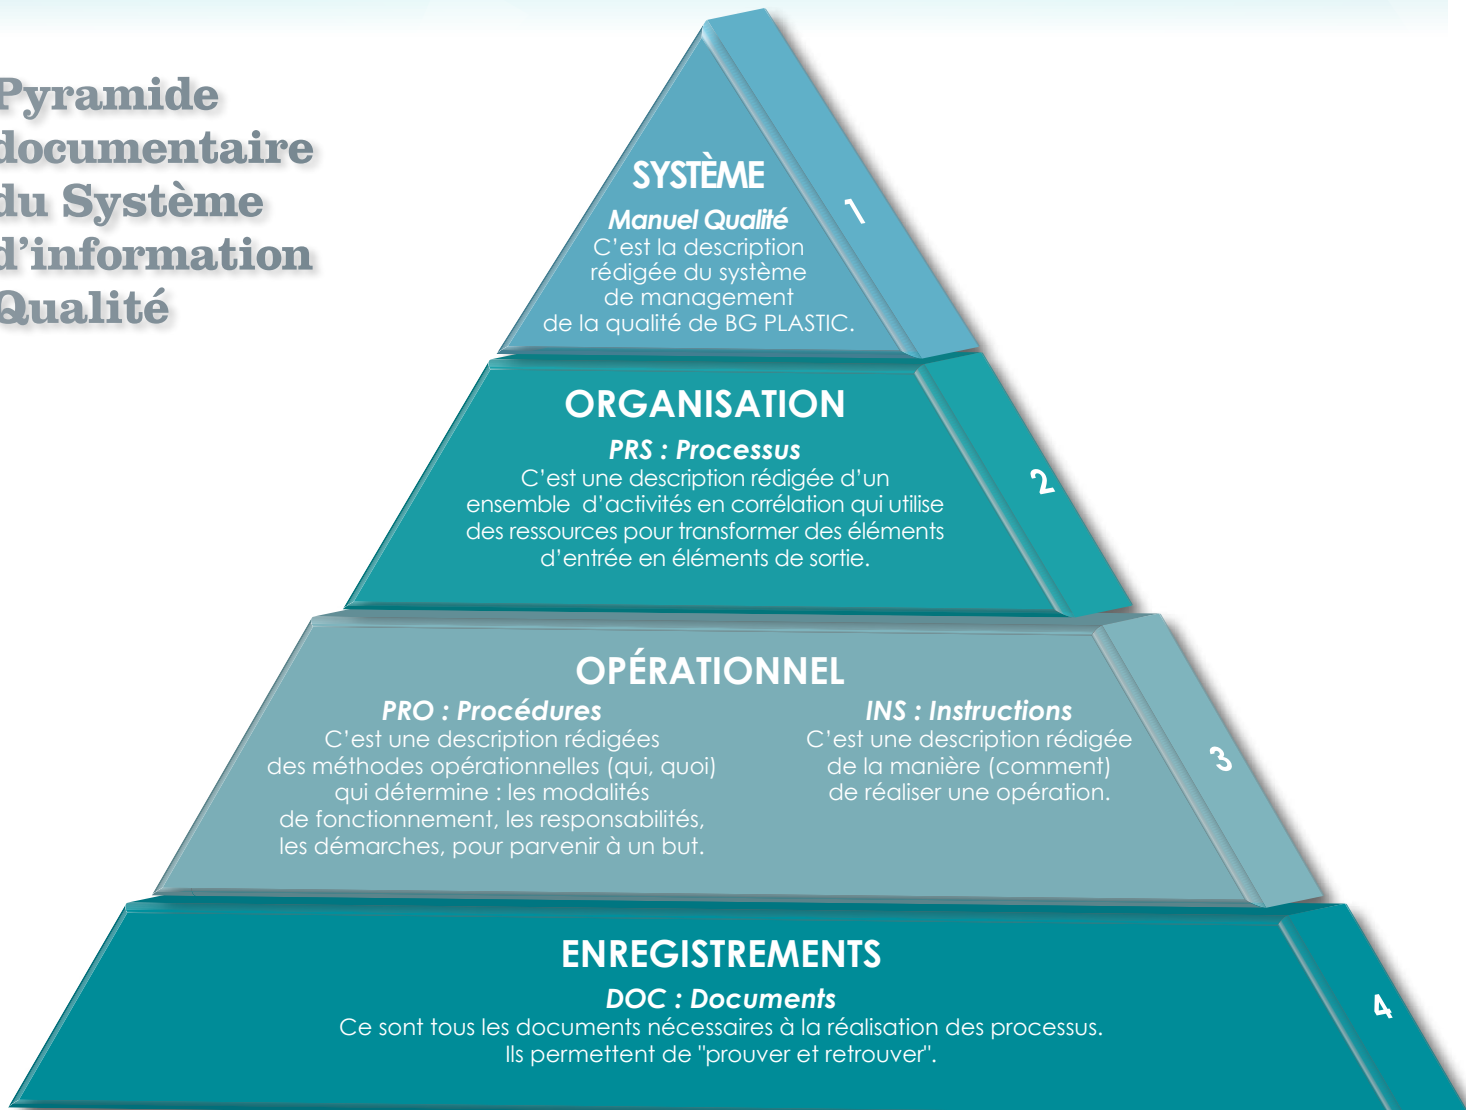 Pyramide
documentaire
du Système
d'information
Qualité
SYSTÈME
1
Manuel Qualité
C'est la description
rédigée du système
de management
de la qualité de BG PLASTIC.
ORGANISATION
PRS : Processus
C'est une description rédigée d'un
ensemble d'activités en corrélation qui utilise
des ressources pour transformer des éléments
d'entrée en éléments de sortie.
2
OPÉRATIONNEL
PRO : Procédures
C'est une description rédigées
des méthodes opérationnelles (qui, quoi)
qui détermine : les modalités
de fonctionnement, les responsabilités,
les démarches, pour parvenir à un but.
INS : Instructions
C'est une description rédigée
de la manière (comment)
de réaliser une opération.
3
ENREGISTREMENTS
DOC : Documents
Ce sont tous les documents nécessaires à la réalisation des processus.
Ils permettent de "prouver et retrouver".
4